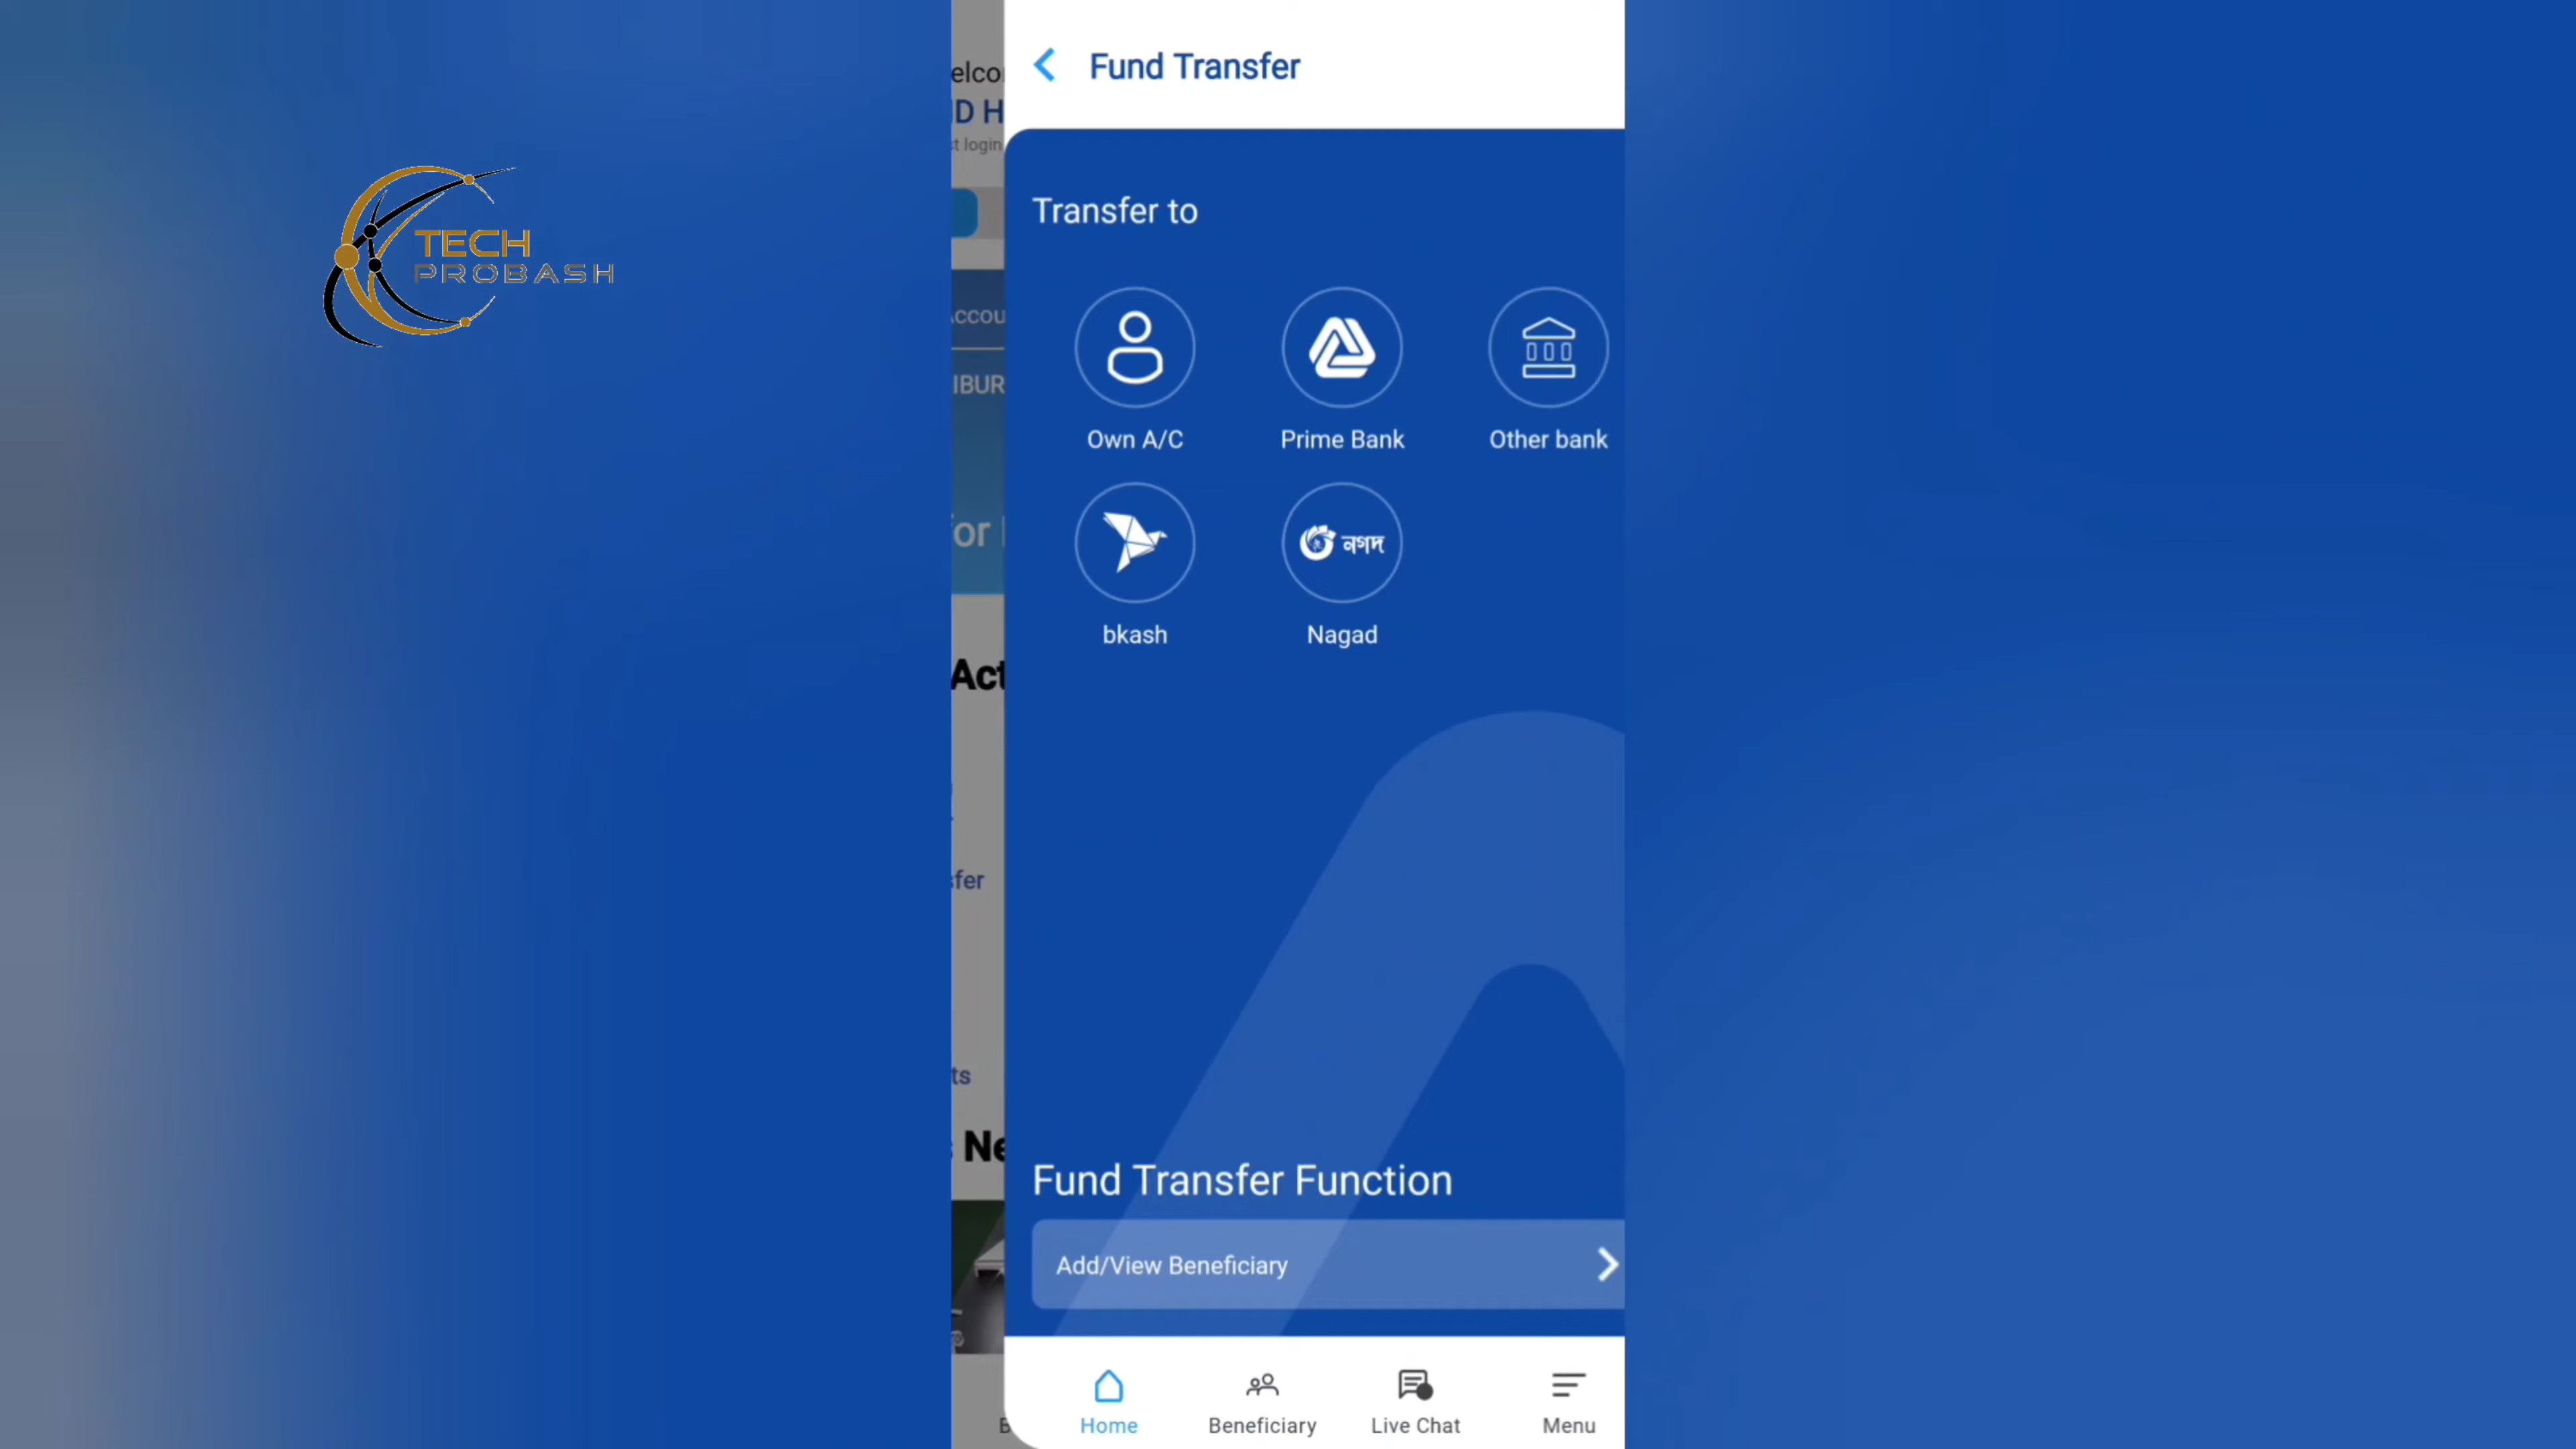 TECH
PROBASH
Fund Transfer
Transfer to
Own A/C
Prime Bank
Other bank
নগদ
bkash
Nagad
Fund Transfer Function
Add/View Beneficiary
Home
Beneficiary
Live Chat
Menu